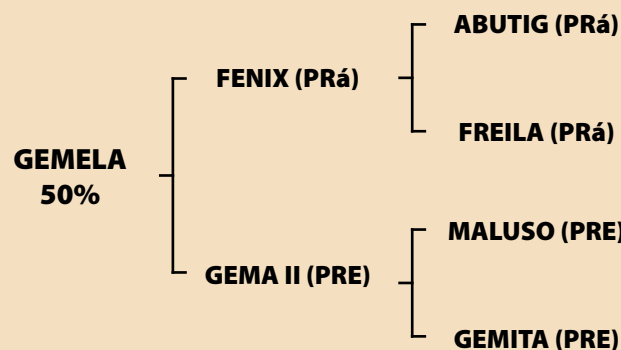 ABUTIG (PRá)
FENIX (PRá)
FREILA (PRá)
GEMELA
50%
MALUSO (PRE)
GEMA II (PRE)
GEMITA (PRE)